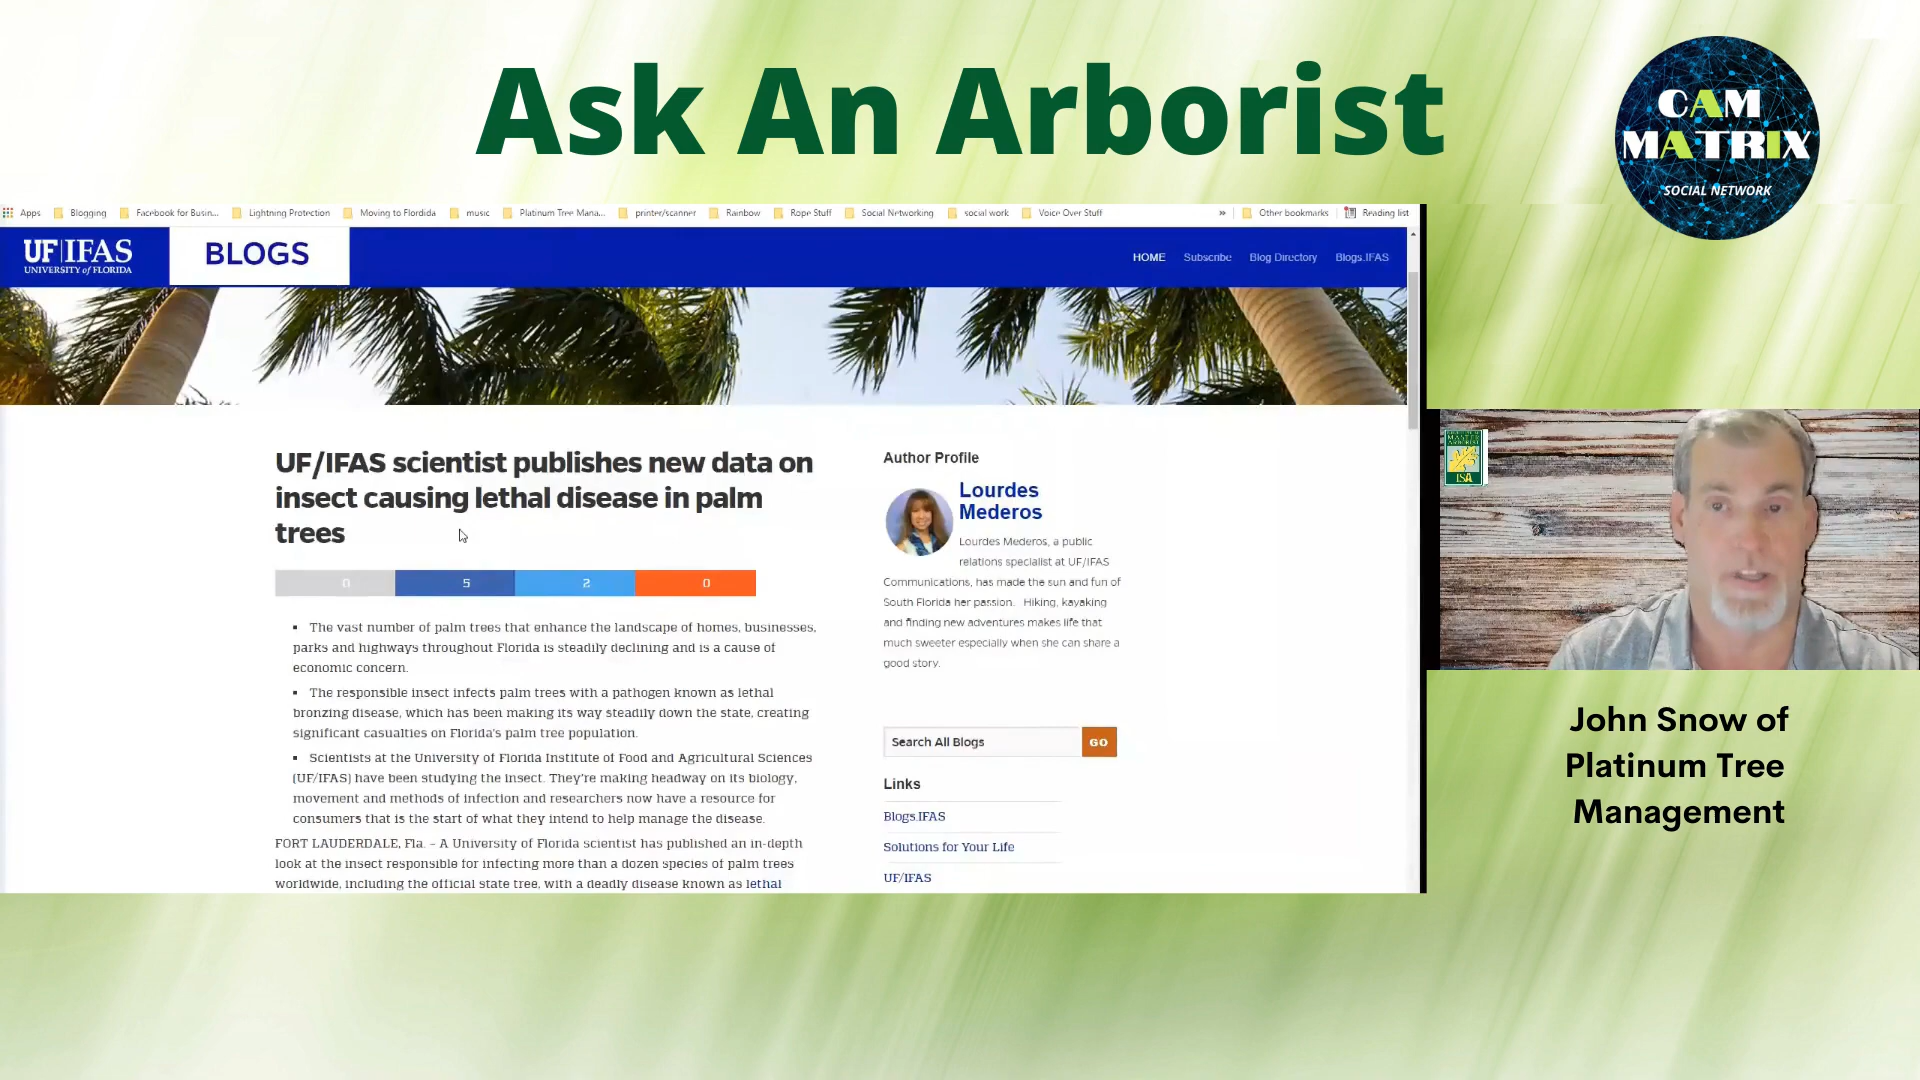 Ask An Arborist
CAM
MATRIX
SOCIAL NETWORK
Apps Blogging Facebook for Busin... Lightning Protection Moving to Flordida music Platinum Tree Mana... printer/scanner Rainbow Rope Stuff Social Networking social work Voice Over Stuff » Other bookmarks Reading list
UF|IFAS
UNIVERSITY of FLORIDA
BLOGS
HOME Subscribe Blog Directory Blogs.IFAS
UF/IFAS scientist publishes new data on
insect causing lethal disease in palm
trees
0 5 2 0
▪ The vast number of palm trees that enhance the landscape of homes, businesses,
parks and highways throughout Florida is steadily declining and is a cause of
economic concern.
▪ The responsible insect infects palm trees with a pathogen known as lethal
bronzing disease, which has been making its way steadily down the state, creating
significant casualties on Florida's palm tree population.
▪ Scientists at the University of Florida Institute of Food and Agricultural Sciences
(UF/IFAS) have been studying the insect. They're making headway on its biology,
movement and methods of infection and researchers now have a resource for
consumers that is the start of what they intend to help manage the disease.
FORT LAUDERDALE, Fla. – A University of Florida scientist has published an in-depth
look at the insect responsible for infecting more than a dozen species of palm trees
worldwide, including the official state tree, with a deadly disease known as lethal
Author Profile
Lourdes
Mederos
Lourdes Mederos, a public
relations specialist at UF/IFAS
Communications, has made the sun and fun of
South Florida her passion. Hiking, kayaking
and finding new adventures makes life that
much sweeter especially when she can share a
good story.
Search All Blogs GO
Links
Blogs.IFAS
Solutions for Your Life
UF/IFAS
MASTER
ARBORIST
ISA
John Snow of
Platinum Tree
Management